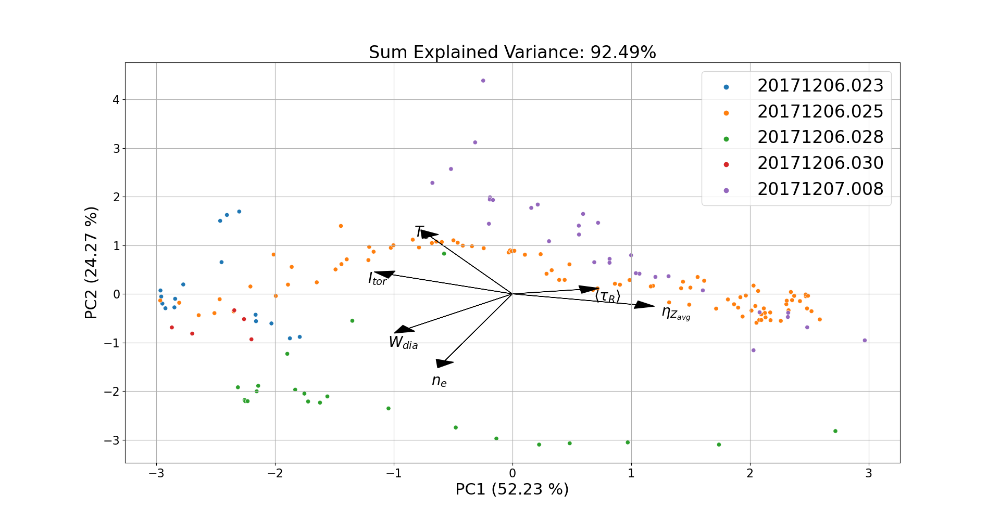 Sum Explained Variance: 92.49%
20171206.023
20171206.025
20171206.028
20171206.030
20171207.008
4
3
2
1
0
−1
−2
−3
PC2 (24.27 %)
T
I_tor
⟨τ_R⟩
η_Z_avg
W_dia
n_e
−3 −2 −1 0 1 2 3
PC1 (52.23 %)